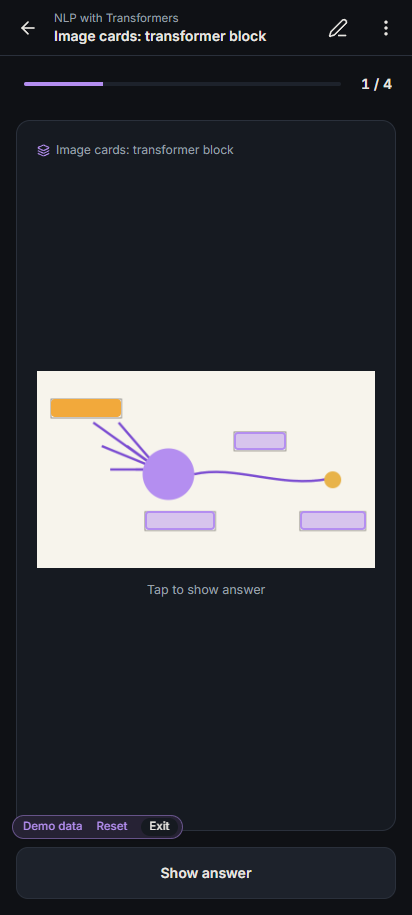 NLP with Transformers
Image cards: transformer block
1 / 4
Image cards: transformer block
Tap to show answer
Demo data Reset Exit
Show answer